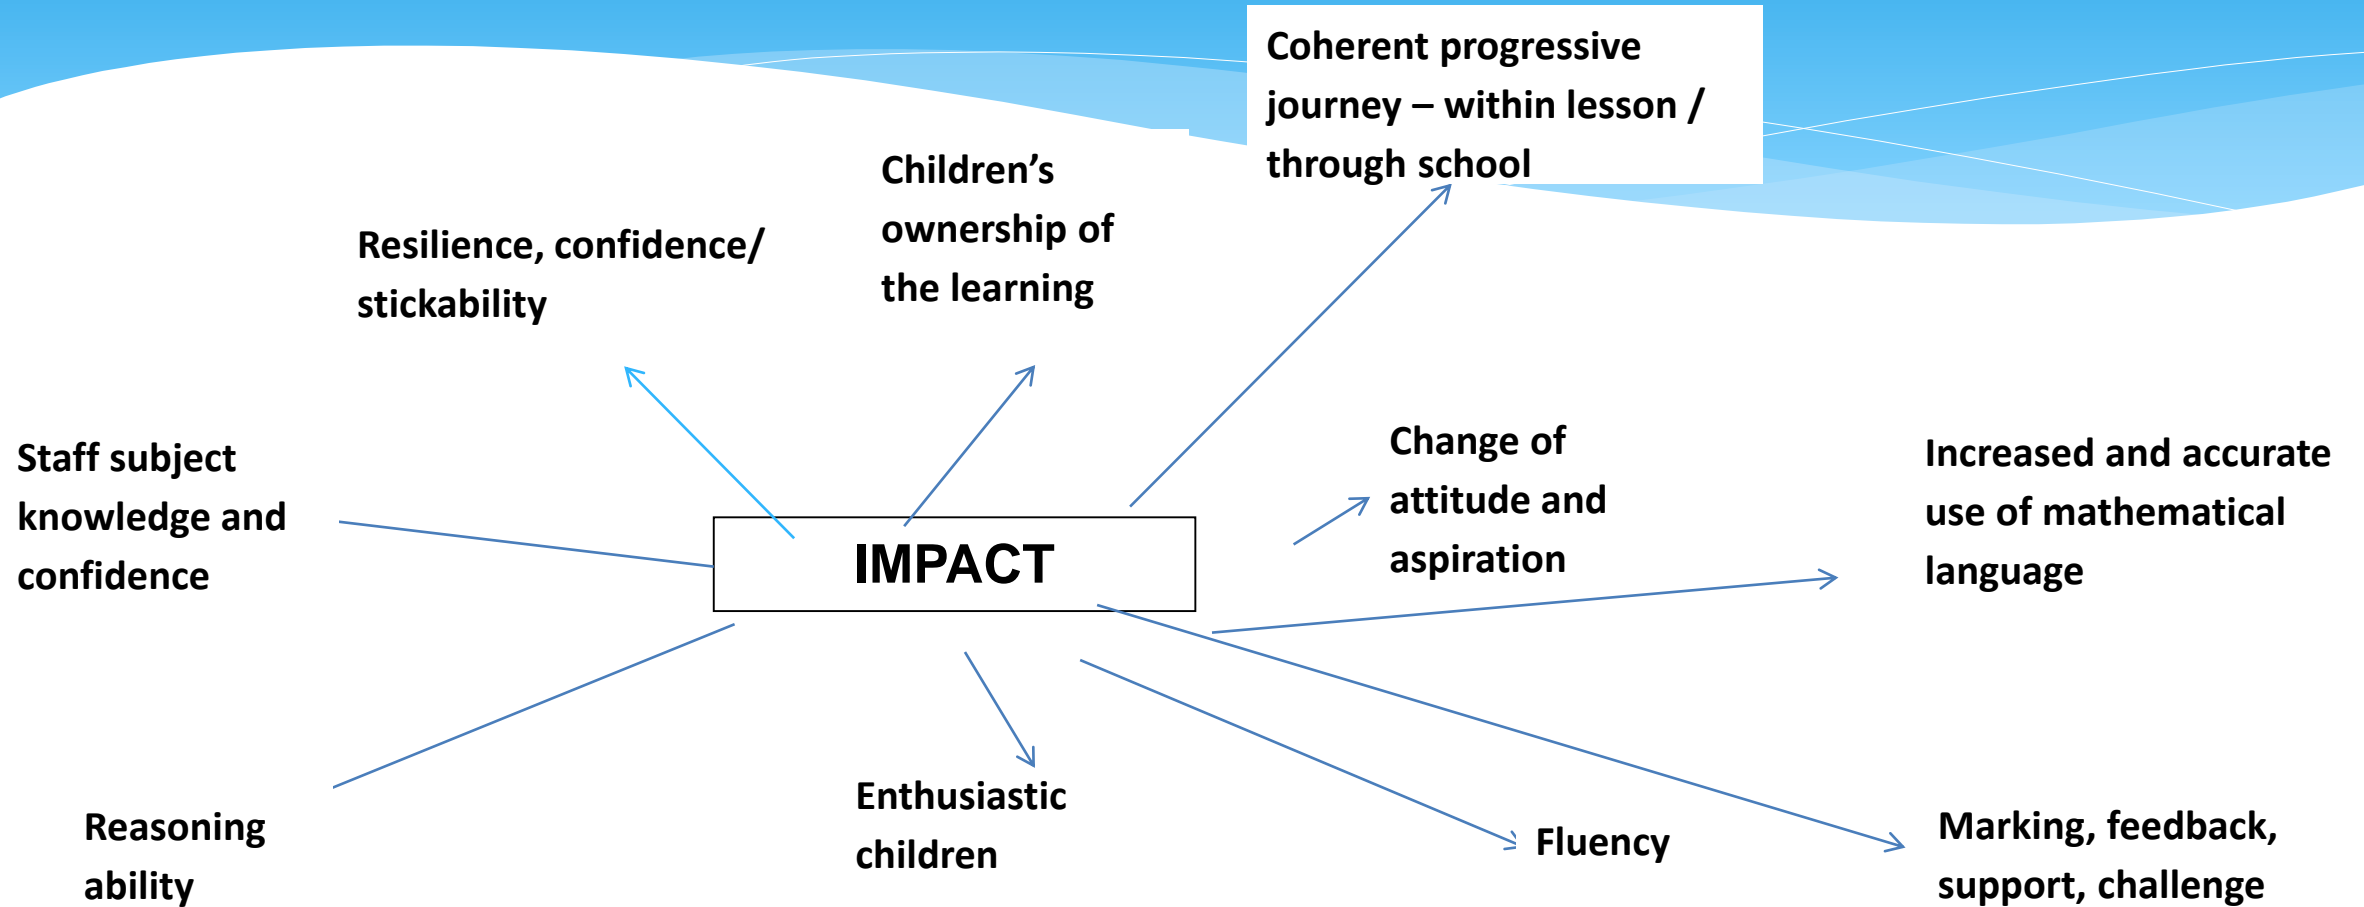 Coherent progressive
journey – within lesson /
through school
Children’s
ownership of
the learning
Resilience, confidence/
stickability
Staff subject
knowledge and
confidence
IMPACT
Change of
attitude and
aspiration
Increased and accurate
use of mathematical
language
Reasoning
ability
Enthusiastic
children
Fluency
Marking, feedback,
support, challenge